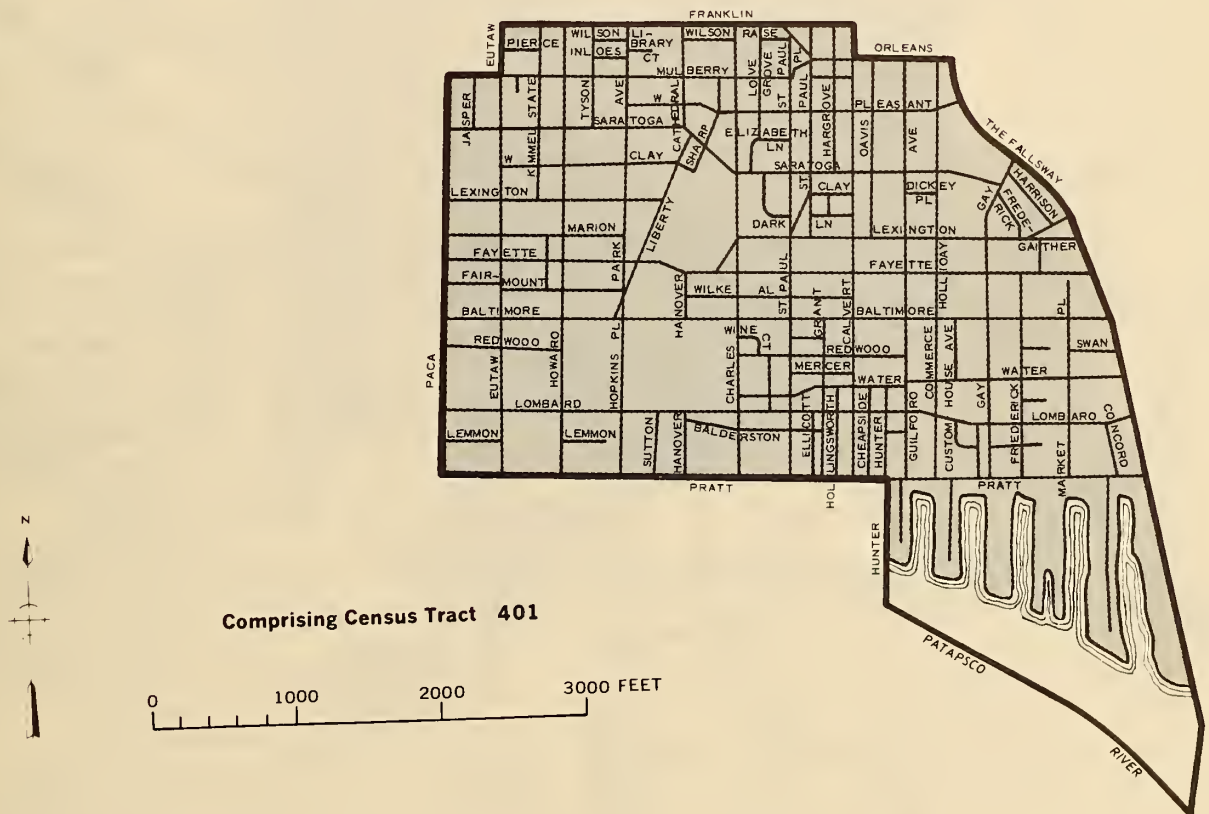 FRANKLIN
EUTAW
PIERCE
WILSON
LIBRARY CT
WILSON
RASE
INLOES
ORLEANS
MULBERRY
LOVE GROVE
ST PAUL
ST PAUL PL
HARGROVE
JASPER
KIMMEL
STATE
TYSON
AVE
W
CATHEDRAL
PLEASANT
SARATOGA
SHARP
ELIZABETH LN
DAVIS
AVE
THE FALLSWAY
W
CLAY
SARATOGA
LEXINGTON
ST
CLAY
DICKEY PL
GAY
HARRISON
FREDERICK
MARION
LIBERTY
DARK LN
LEXINGTON
GAITHER
FAYETTE
PARK
FAYETTE
HOLLIDAY
FAIRMOUNT
HANOVER
WILKE AL
ST PAUL
GRANT
CALVERT
PL
BALTIMORE
BALTIMORE
REDWOOD
WINE CT
REDWOOD
COMMERCE
SWAN
PACA
EUTAW
HOWARD
HOPKINS PL
CHARLES
MERCER
WATER
CUSTOM HOUSE AVE
WATER
LOMBARD
GUILFORD
GAY
FREDERICK
LOMBARD
CONCORD
LEMMON
LEMMON
SUTTON
HANOVER
BALDERSTON
ELLICOTT
HOLLINGSWORTH
CHEAPSIDE
HUNTER
MARKET
PRATT
PRATT
HUNTER
N
Comprising Census Tract 401
PATAPSCO
RIVER
0 1000 2000 3000 FEET